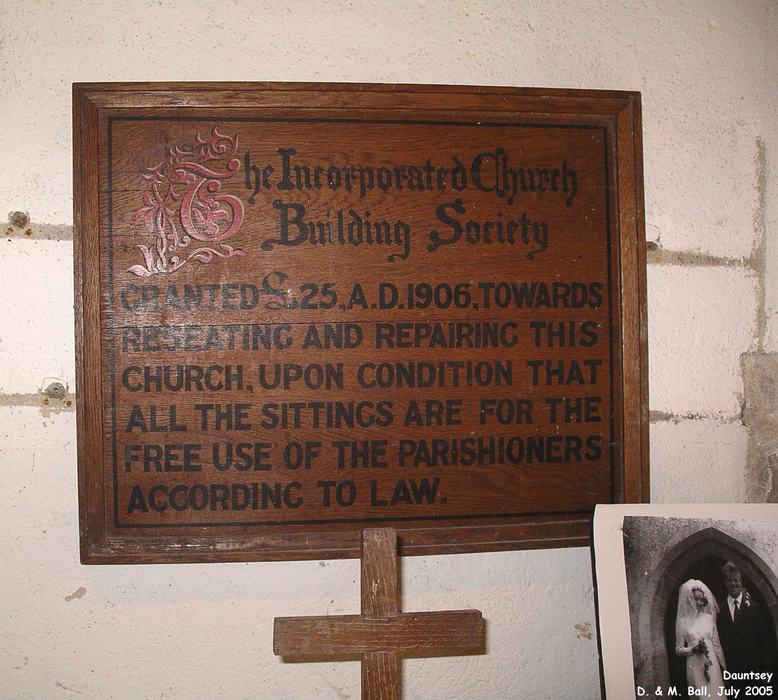 The Incorporated Church
Building Society
GRANTED £25, A.D. 1906, TOWARDS
RESEATING AND REPAIRING THIS
CHURCH, UPON CONDITION THAT
ALL THE SITTINGS ARE FOR THE
FREE USE OF THE PARISHIONERS
ACCORDING TO LAW.
Dauntsey
D. & M. Ball, July 2005